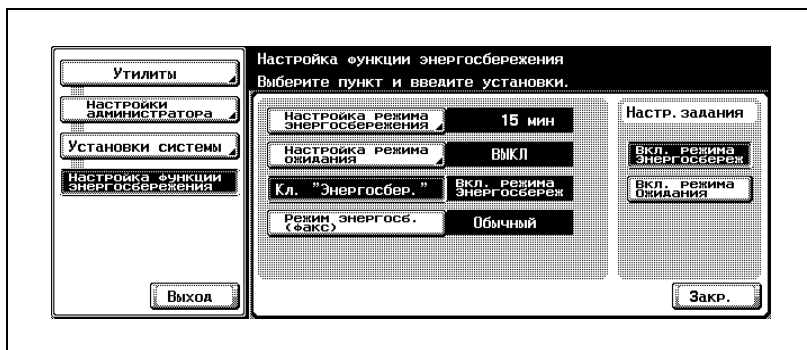 Утилиты
Настройки
администратора
Установки системы
Настройка функции
энергосбережения
Выход
Настройка функции энергосбережения
Выберите пункт и введите установки.
Настройка режима
энергосбережения
15 мин
Настройка режима
ожидания
ВЫКЛ
Кл. "Энергосбер."
Вкл. режима
Энергосбереж
Режим энергосб.
(факс)
Обычный
Настр. задания
Вкл. режима
Энергосбереж
Вкл. режима
Ожидания
Закр.